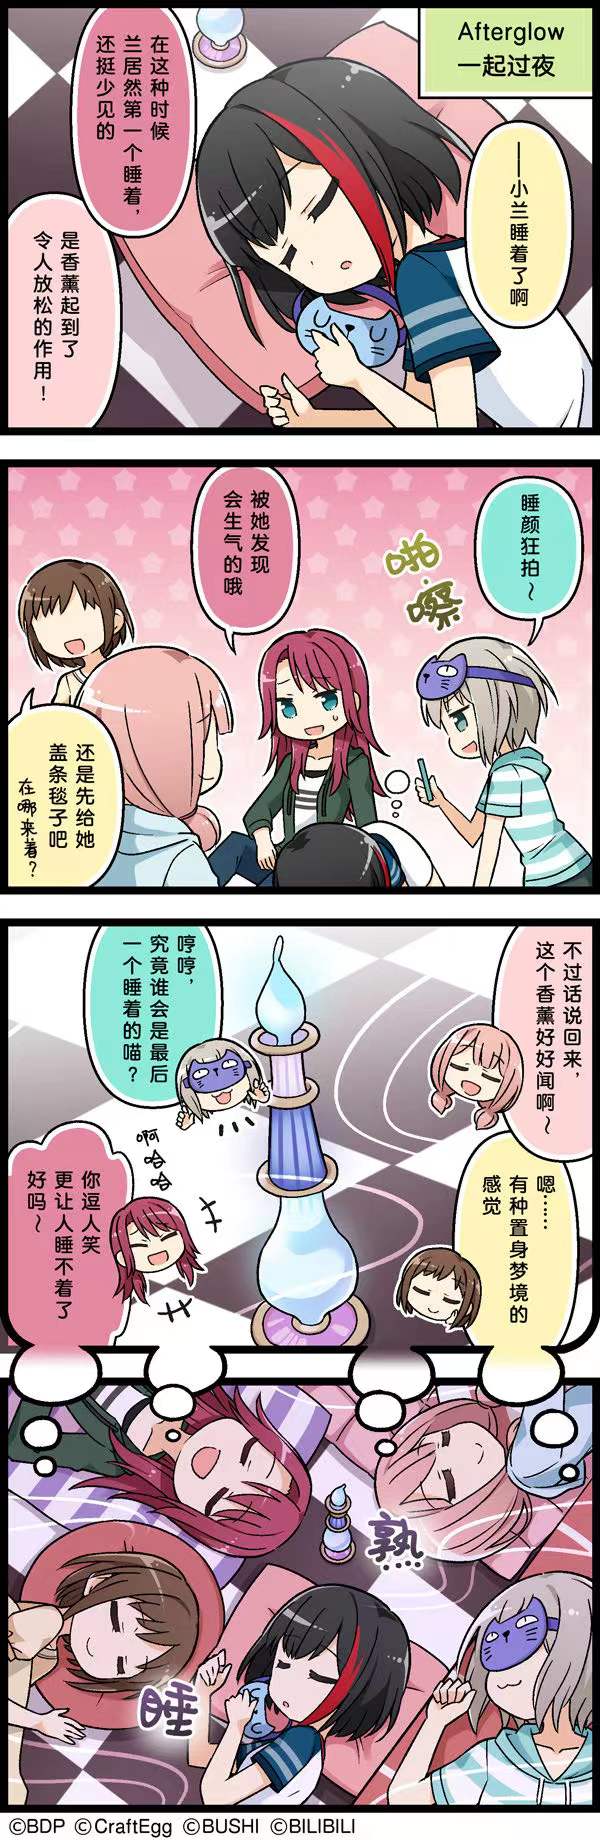 Afterglow
一起过夜
——小兰睡着了啊
在这种时候
兰居然第一个睡着，
还挺少见的
是香薰起到了
令人放松的作用！
睡颜狂拍～
啪
嚓
被她发现
会生气的哦
还是先给她
盖条毯子吧
在哪来着？
不过话说回来，
这个香薰好好闻啊～
哼哼，
究竟谁会是最后
一个睡着的喵？
嗯……
有种置身梦境的
感觉
啊哈哈
你逗人笑
更让人睡不着了
好吗～
熟…
睡
©BDP ©CraftEgg ©BUSHI ©BILIBILI